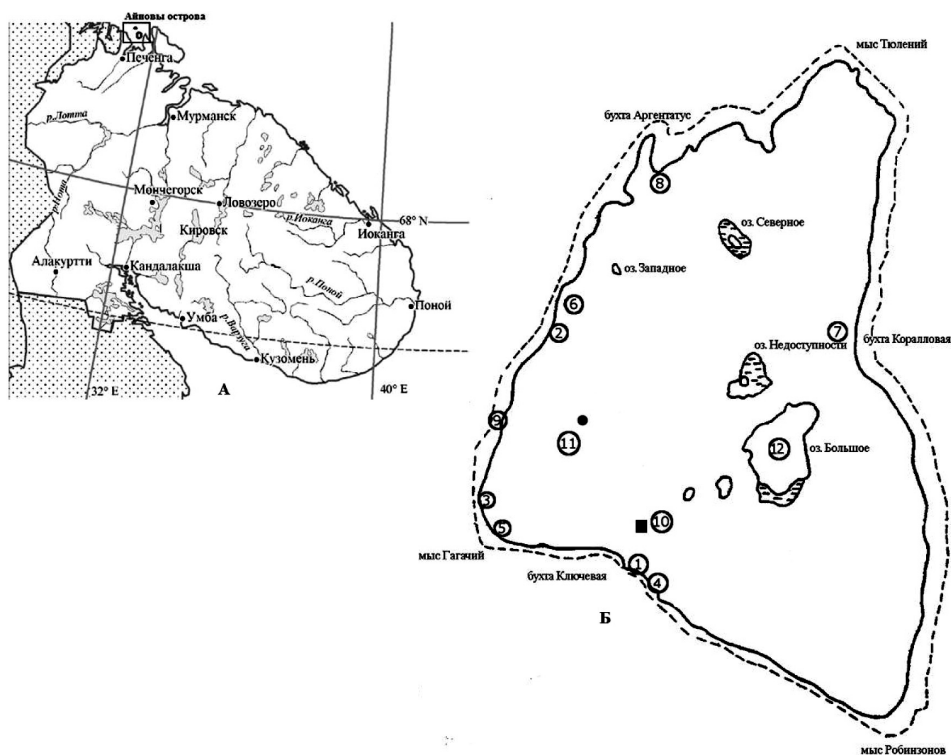 Айновы острова
Печенга
р.Лотта
Мурманск
р.Нота
Мончегорск
Ловозеро
р.Иоканга
68° N
Кировск
Иоканга
Алакуртти
Кандалакша
р.Поной
Поной
Умба
р.Варзуга
Кузомень
32° E
А
40° E
мыс Тюлений
бухта Аргентатус
8
оз. Северное
оз. Западное
6
2
7
оз. Недоступности
бухта Коралловая
9
11
12
оз. Большое
3
10
5
мыс Гагачий
1
бухта Ключевая
4
Б
мыс Робинзонов